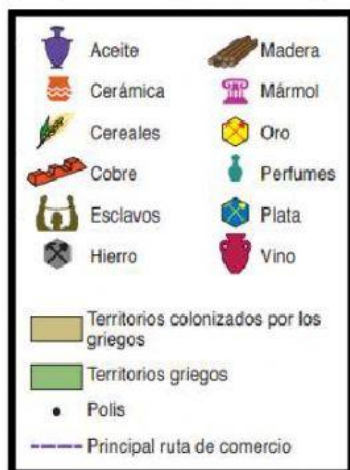 Aceite
Madera
Cerámica
Mármol
Cereales
Oro
Cobre
Perfumes
Esclavos
Plata
Hierro
Vino
Territorios colonizados por los
griegos
Territorios griegos
Polis
Principal ruta de comercio